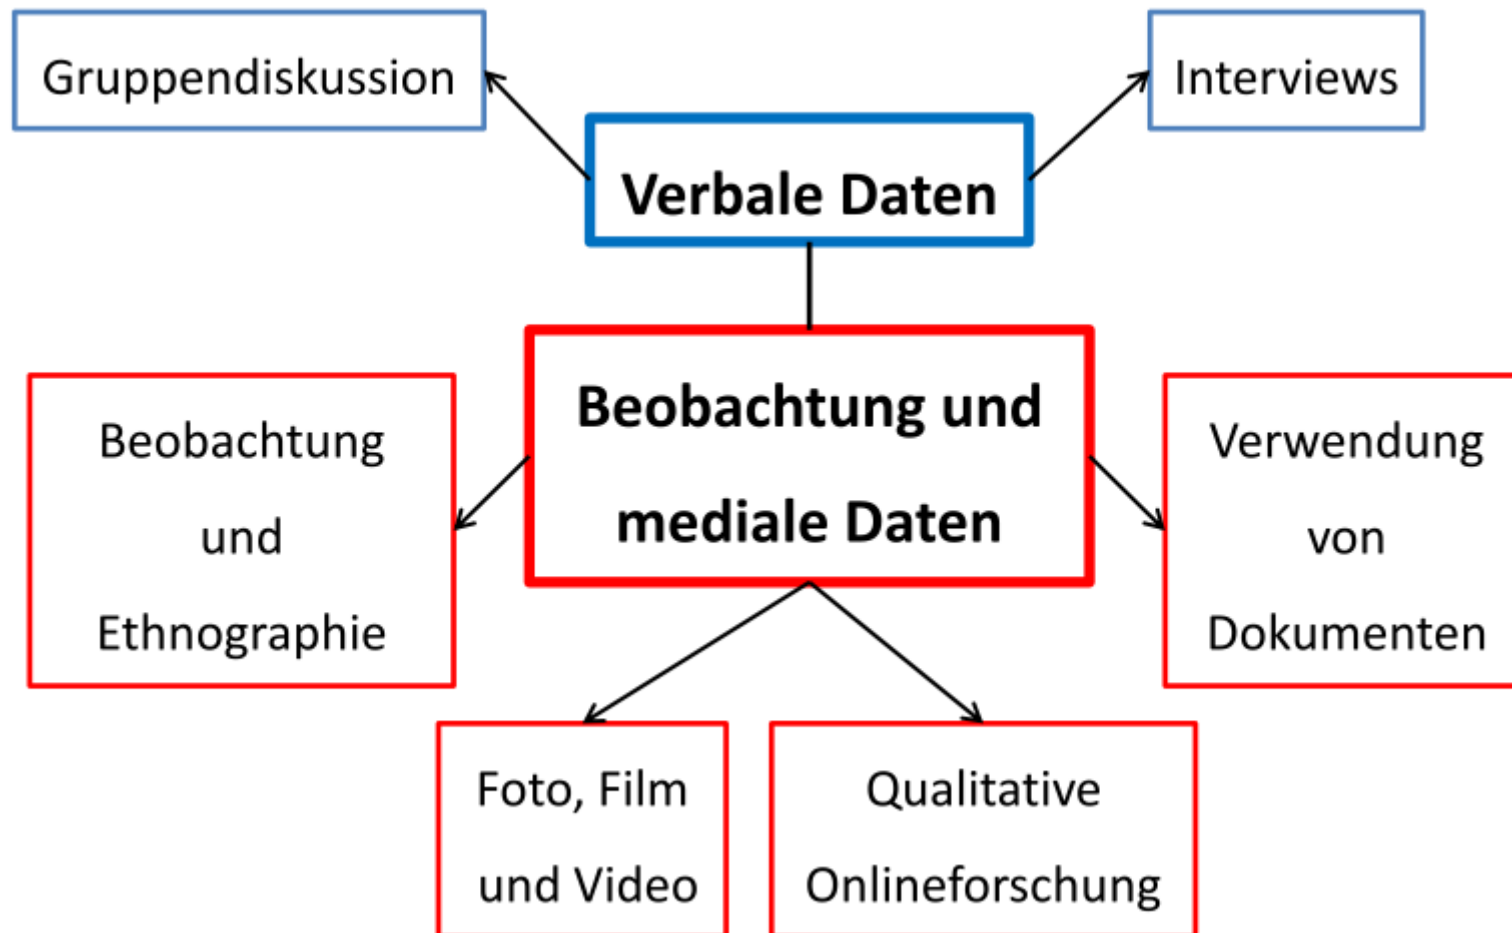 Gruppendiskussion
Interviews
Verbale Daten
Beobachtung und
mediale Daten
Beobachtung
und
Ethnographie
Verwendung
von
Dokumenten
Foto, Film
und Video
Qualitative
Onlineforschung